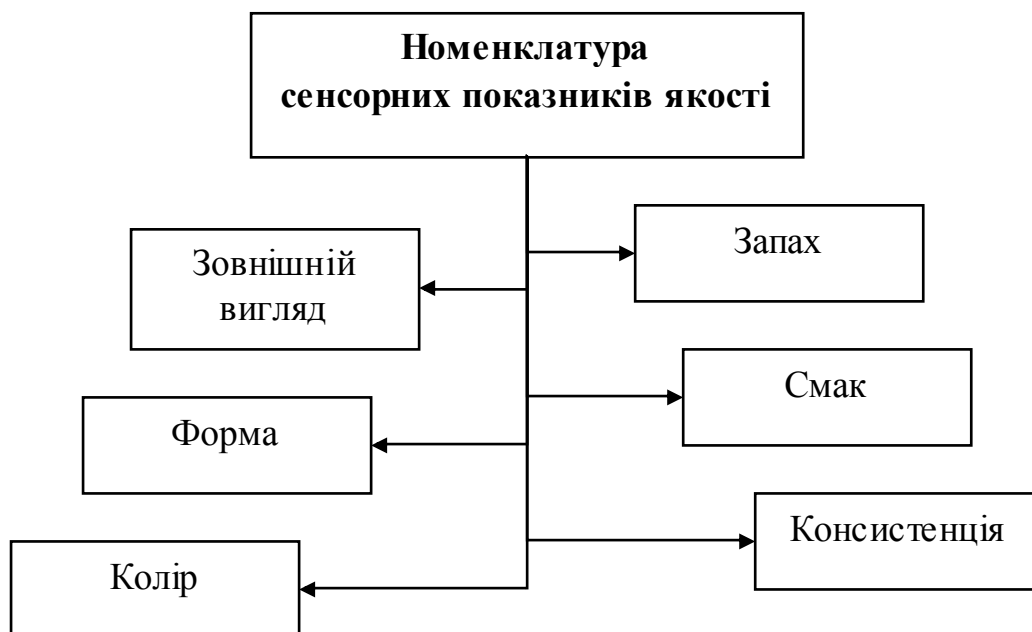 Номенклатура
сенсорних показників якості
Зовнішній
вигляд
Запах
Форма
Смак
Колір
Консистенція